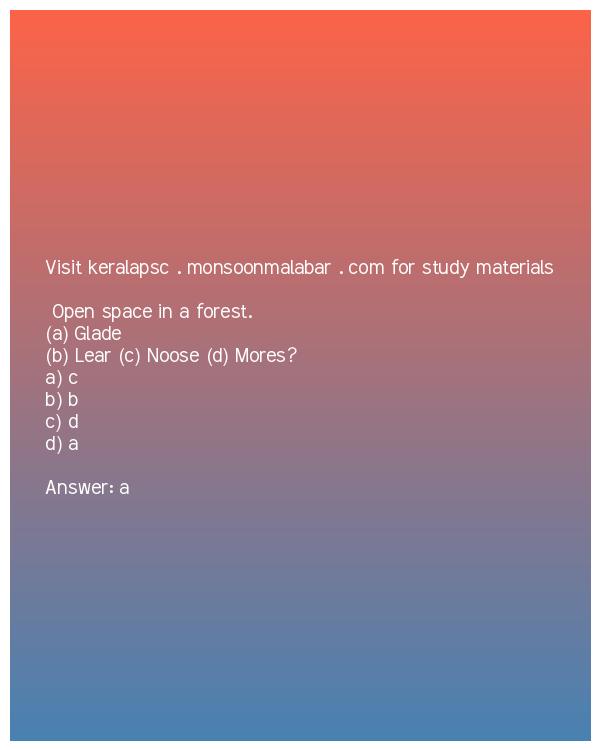 Visit keralapsc . monsoonmalabar . com for study materials
Open space in a forest.
(a) Glade
(b) Lear (c) Noose (d) Mores?
a) c
b) b
c) d
d) a
Answer: a